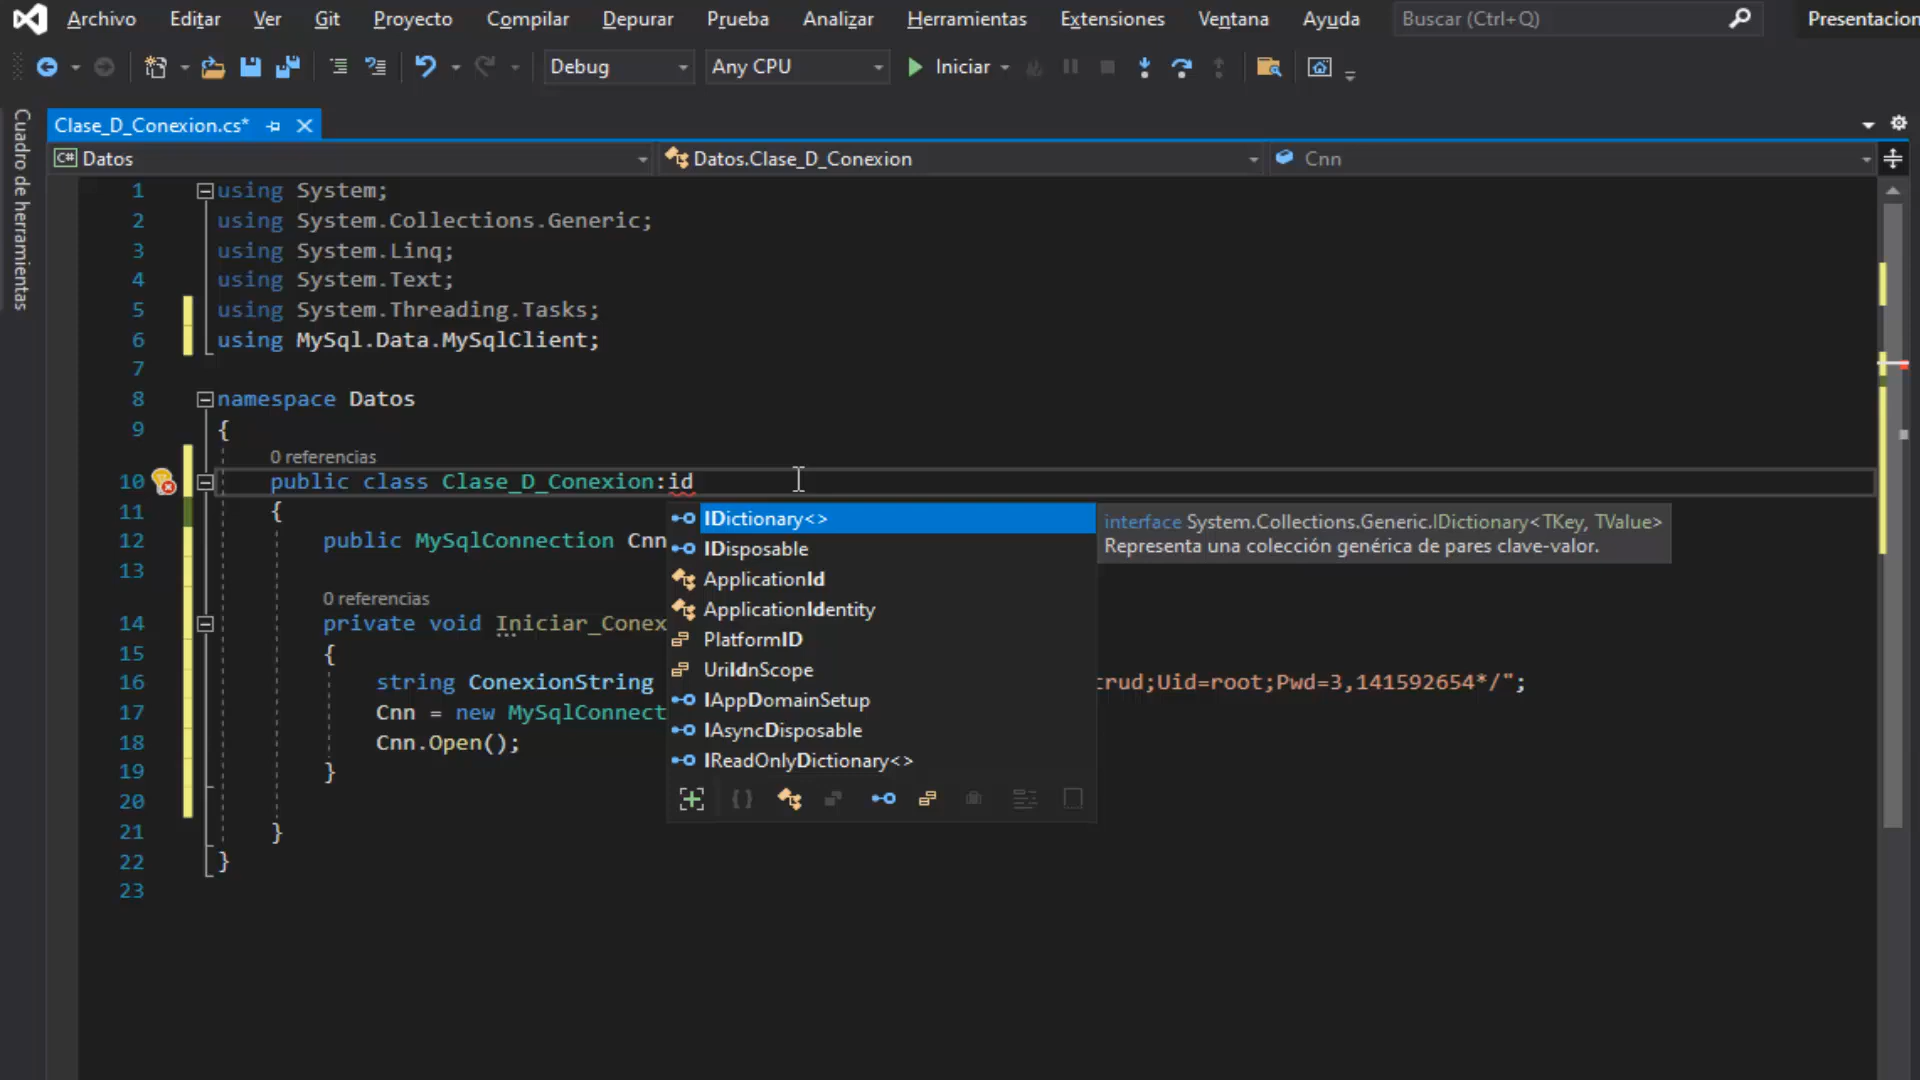 Archivo Editar Ver Git Proyecto Compilar Depurar Prueba Analizar Herramientas Extensiones Ventana Ayuda Buscar (Ctrl+Q) Presentacion
Debug Any CPU Iniciar
Cuadro de herramientas
Clase_D_Conexion.cs*
C# Datos Datos.Clase_D_Conexion Cnn
1 using System;
2 using System.Collections.Generic;
3 using System.Linq;
4 using System.Text;
5 using System.Threading.Tasks;
6 using MySql.Data.MySqlClient;
7
8 namespace Datos
9 {
0 referencias
10 public class Clase_D_Conexion:id
11 {
12 public MySqlConnection Cnn
13
0 referencias
14 private void Iniciar_Conex
15 {
16 string ConexionString crud;Uid=root;Pwd=3,141592654*/";
17 Cnn = new MySqlConnect
18 Cnn.Open();
19 }
20
21 }
22 }
23
IDictionary<>
IDisposable
ApplicationId
ApplicationIdentity
PlatformID
UriIdnScope
IAppDomainSetup
IAsyncDisposable
IReadOnlyDictionary<>
interface System.Collections.Generic.IDictionary<TKey, TValue>
Representa una colección genérica de pares clave-valor.